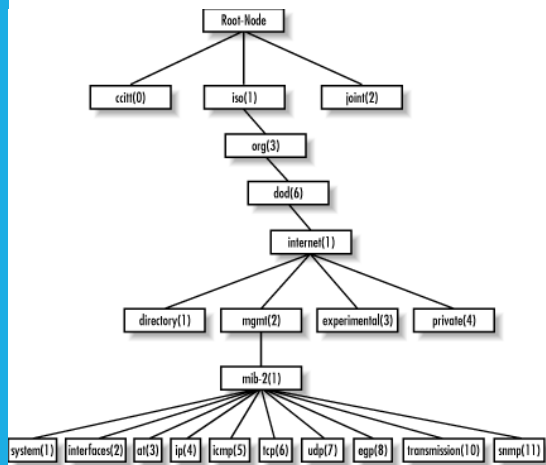 Root-Node
ccitt(0) iso(1) joint(2)
org(3)
dod(6)
internet(1)
directory(1) mgmt(2) experimental(3) private(4)
mib-2(1)
system(1) interfaces(2) at(3) ip(4) icmp(5) tcp(6) udp(7) egp(8) transmission(10) snmp(11)